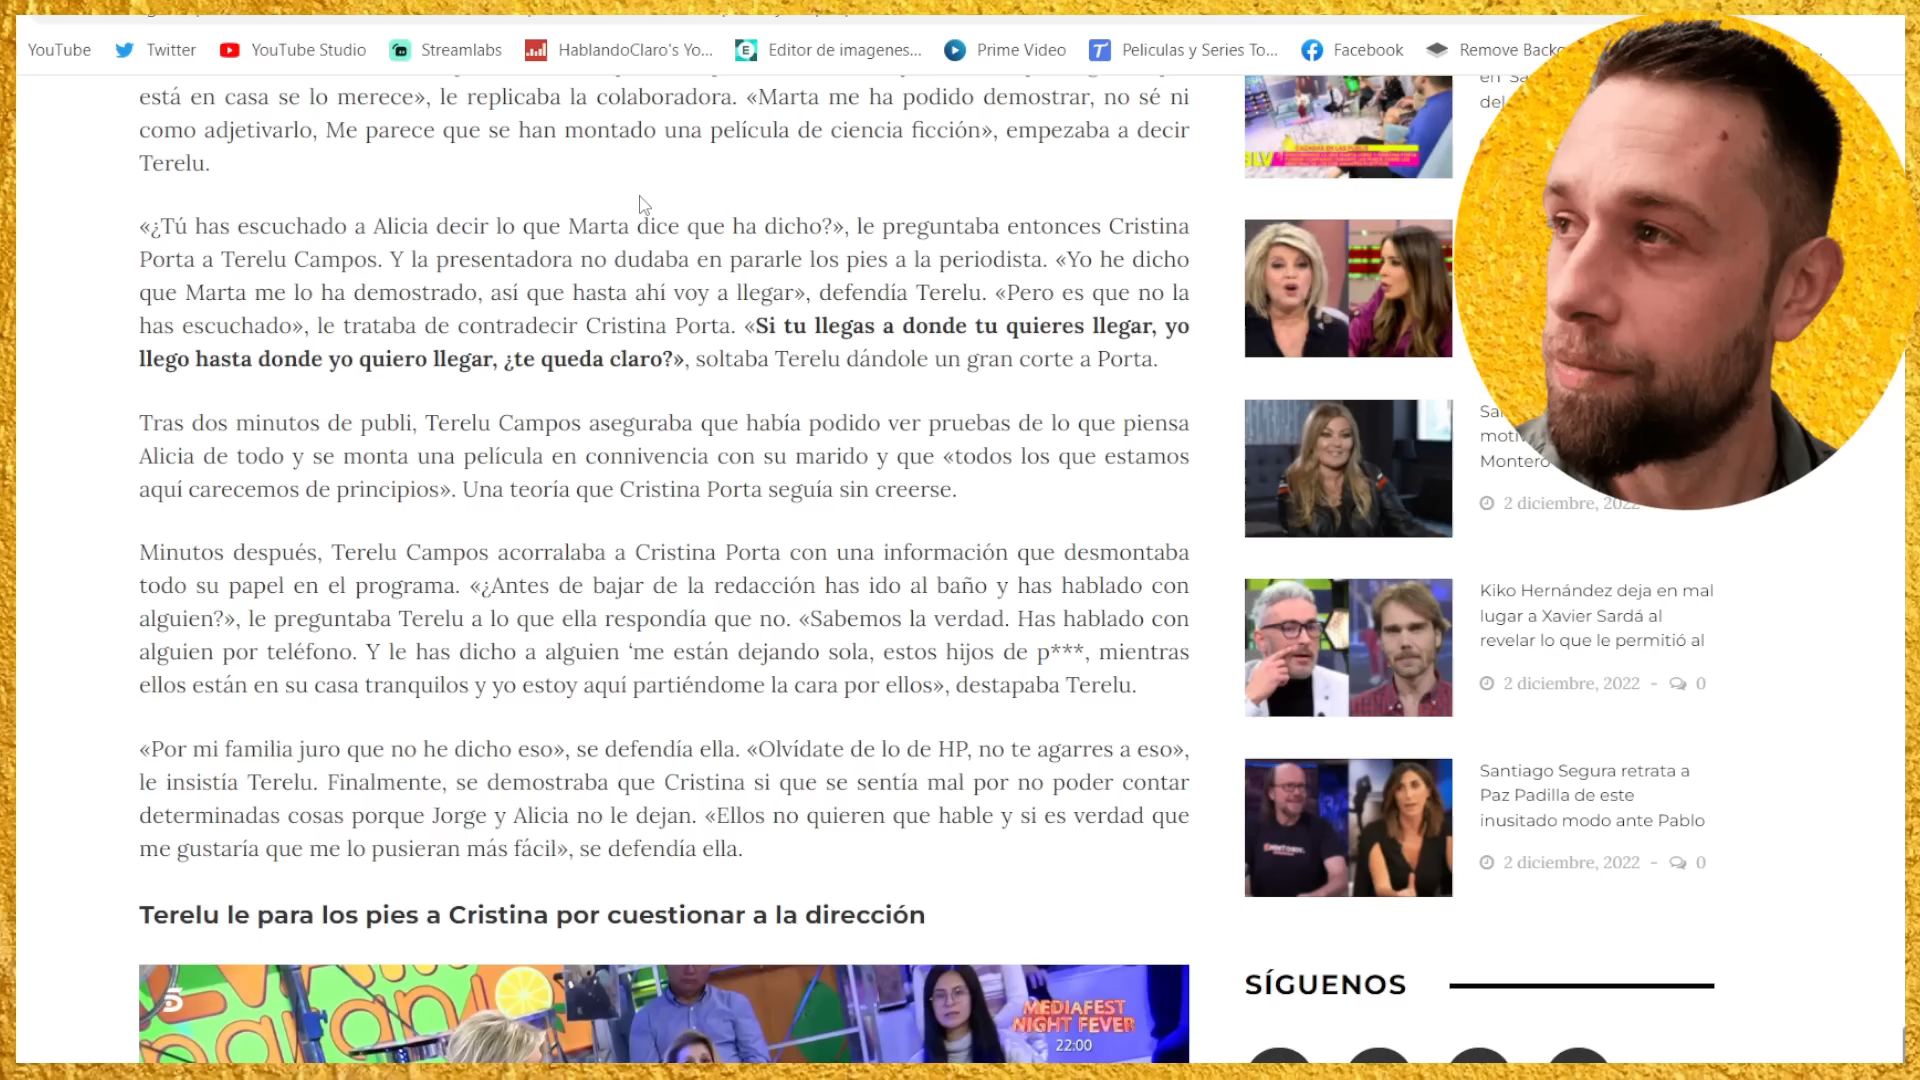 YouTube Twitter YouTube Studio Streamlabs HablandoClaro's Yo... Editor de imagenes... Prime Video Peliculas y Series To... Facebook Remove Backg
está en casa se lo merece», le replicaba la colaboradora. «Marta me ha podido demostrar, no sé ni
como adjetivarlo, Me parece que se han montado una película de ciencia ficción», empezaba a decir
Terelu.
«¿Tú has escuchado a Alicia decir lo que Marta dice que ha dicho?», le preguntaba entonces Cristina
Porta a Terelu Campos. Y la presentadora no dudaba en pararle los pies a la periodista. «Yo he dicho
que Marta me lo ha demostrado, así que hasta ahí voy a llegar», defendía Terelu. «Pero es que no la
has escuchado», le trataba de contradecir Cristina Porta. «Si tu llegas a donde tu quieres llegar, yo
llego hasta donde yo quiero llegar, ¿te queda claro?», soltaba Terelu dándole un gran corte a Porta.
Tras dos minutos de publi, Terelu Campos aseguraba que había podido ver pruebas de lo que piensa
Alicia de todo y se monta una película en connivencia con su marido y que «todos los que estamos
aquí carecemos de principios». Una teoría que Cristina Porta seguía sin creerse.
Minutos después, Terelu Campos acorralaba a Cristina Porta con una información que desmontaba
todo su papel en el programa. «¿Antes de bajar de la redacción has ido al baño y has hablado con
alguien?», le preguntaba Terelu a lo que ella respondía que no. «Sabemos la verdad. Has hablado con
alguien por teléfono. Y le has dicho a alguien ‘me están dejando sola, estos hijos de p***, mientras
ellos están en su casa tranquilos y yo estoy aquí partiéndome la cara por ellos», destapaba Terelu.
«Por mi familia juro que no he dicho eso», se defendía ella. «Olvídate de lo de HP, no te agarres a eso»,
le insistía Terelu. Finalmente, se demostraba que Cristina si que se sentía mal por no poder contar
determinadas cosas porque Jorge y Alicia no le dejan. «Ellos no quieren que hable y si es verdad que
me gustaría que me lo pusieran más fácil», se defendía ella.
Terelu le para los pies a Cristina por cuestionar a la dirección
5
MEDIAFEST
NIGHT FEVER
22:00
en Sa
del
Sa
motiv
Montero
2 diciembre, 2022
Kiko Hernández deja en mal
lugar a Xavier Sardá al
revelar lo que le permitió al
2 diciembre, 2022 - 0
Santiago Segura retrata a
Paz Padilla de este
inusitado modo ante Pablo
2 diciembre, 2022 - 0
SÍGUENOS